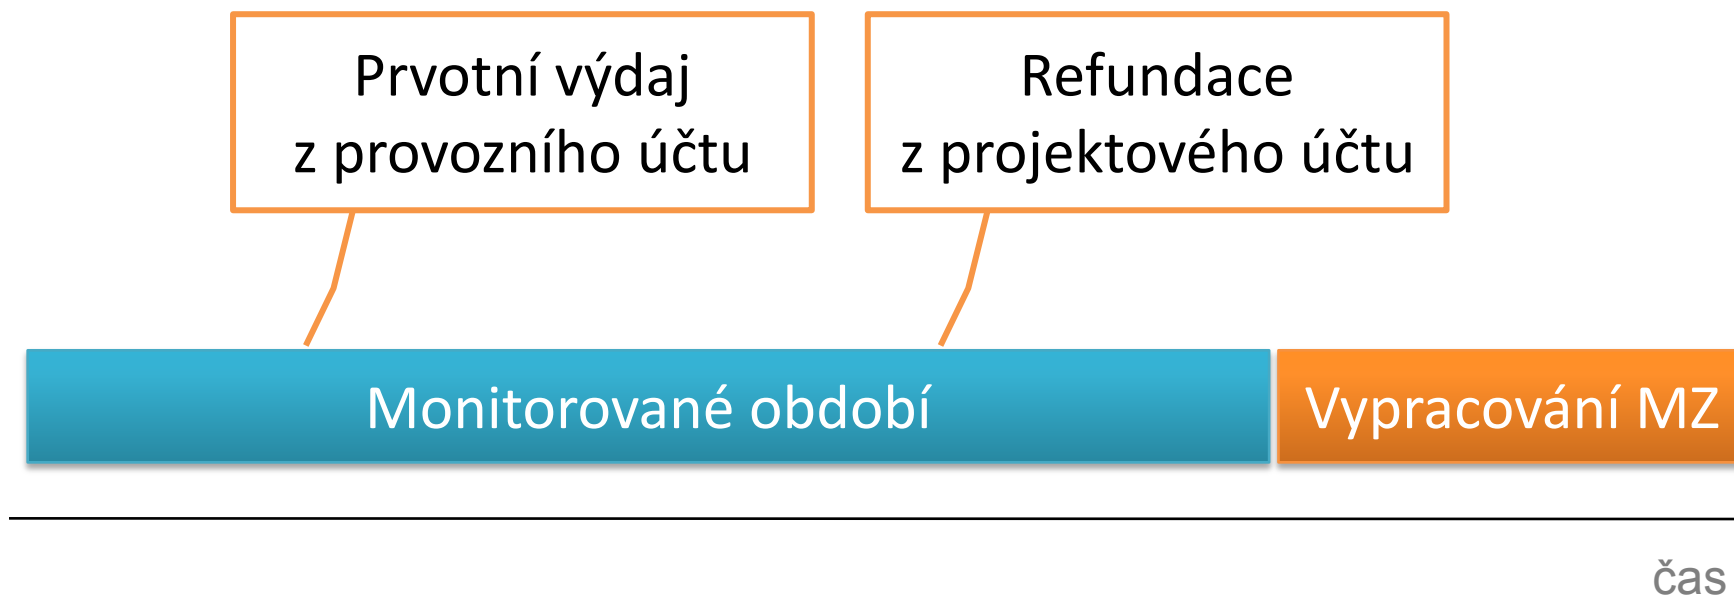 Prvotní výdaj
z provozního účtu
Refundace
z projektového účtu
Monitorované období
Vypracování MZ
čas